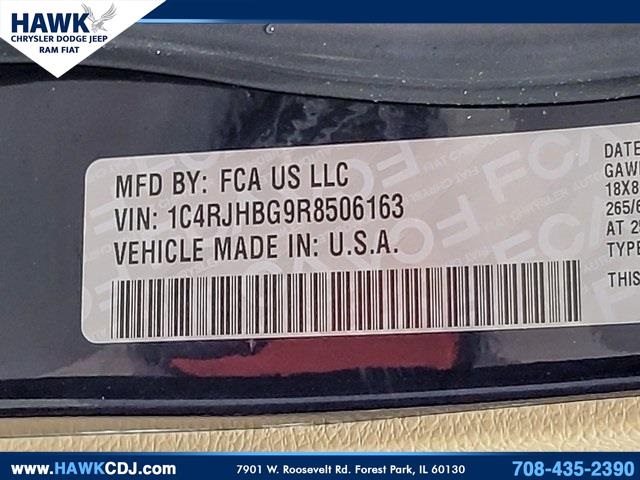 HAWK
CHRYSLER DODGE JEEP
RAM FIAT
MFD BY: FCA US LLC
VIN: 1C4RJHBG9R8506163
VEHICLE MADE IN: U.S.A.
DATE
GAW
18X8
265/6
AT 2
TYPE
THIS
www.HAWKCDJ.com
7901 W. Roosevelt Rd. Forest Park, IL 60130
708-435-2390